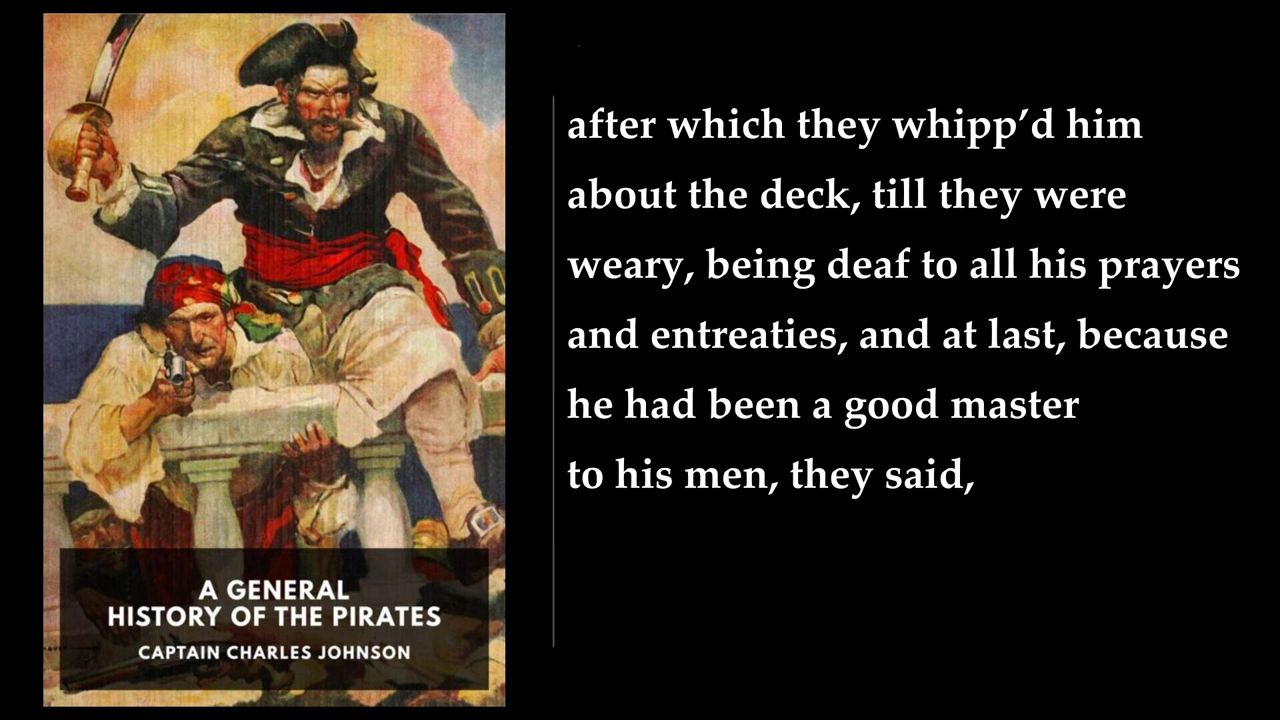 A GENERAL
HISTORY OF THE PIRATES
CAPTAIN CHARLES JOHNSON
after which they whipp’d him
about the deck, till they were
weary, being deaf to all his prayers
and entreaties, and at last, because
he had been a good master
to his men, they said,